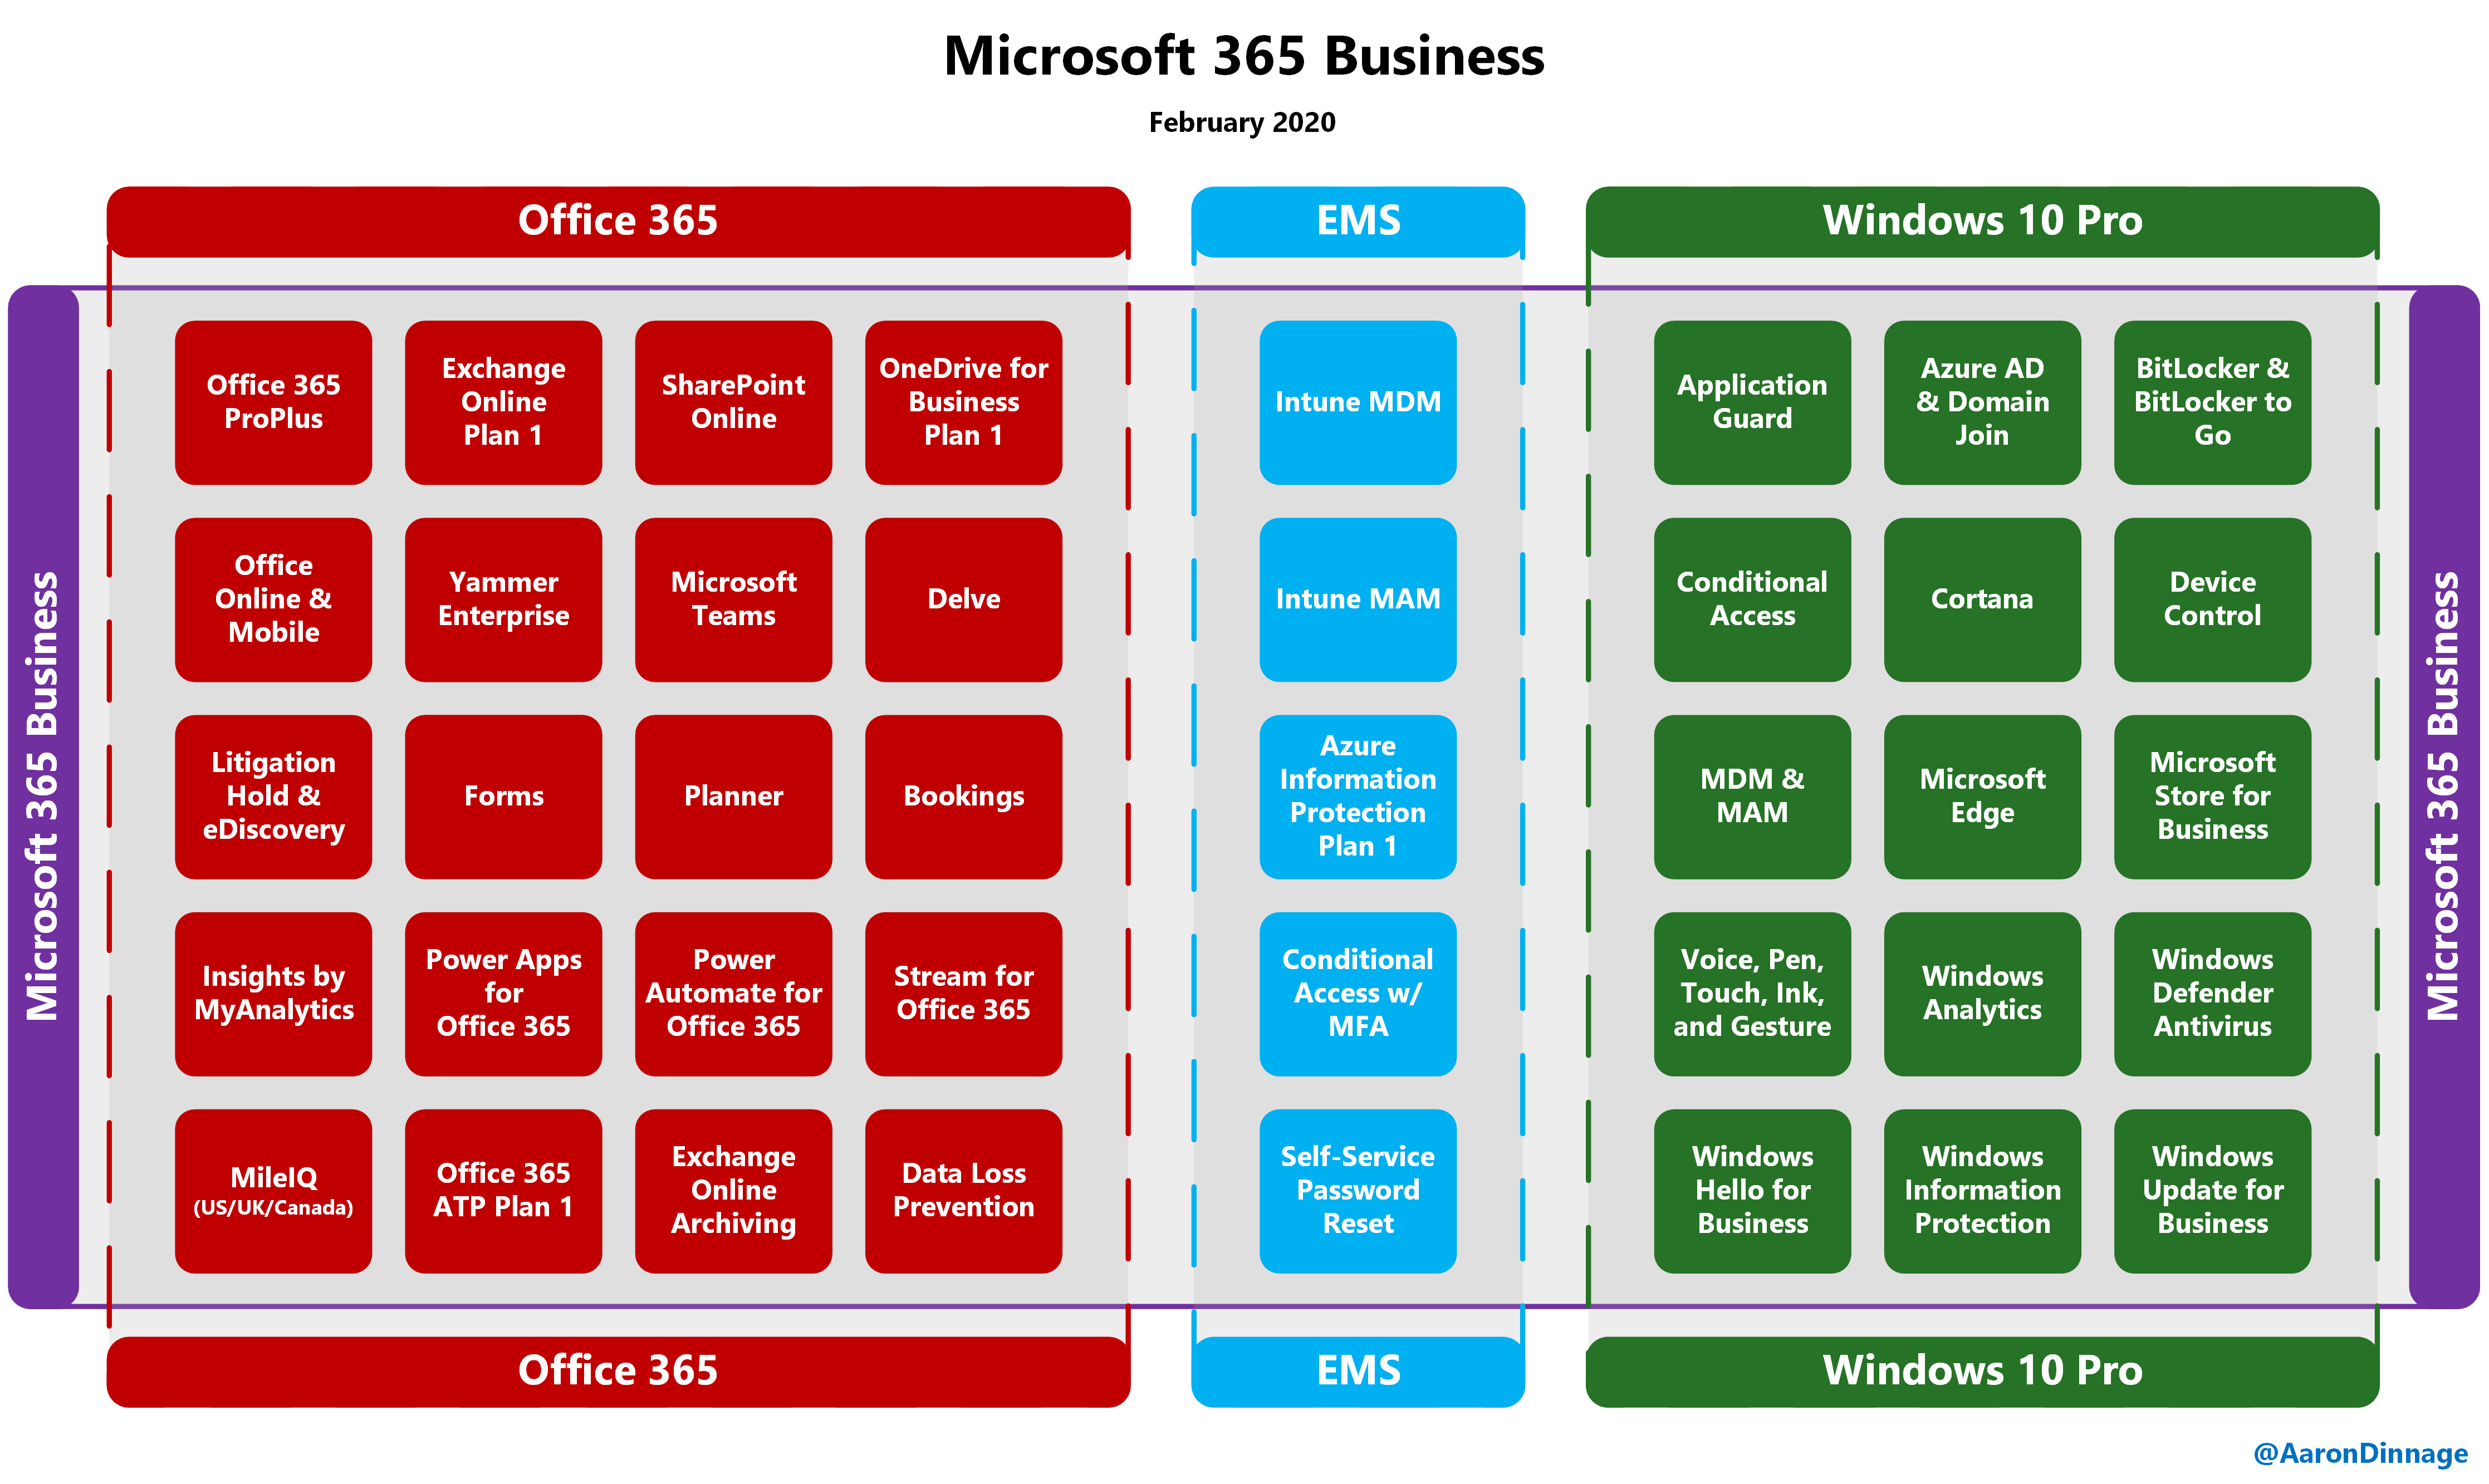 Microsoft 365 Business
February 2020
Office 365
EMS
Windows 10 Pro
Microsoft 365 Business
Office 365
ProPlus
Exchange
Online
Plan 1
SharePoint
Online
OneDrive for
Business
Plan 1
Office
Online &
Mobile
Yammer
Enterprise
Microsoft
Teams
Delve
Litigation
Hold &
eDiscovery
Forms
Planner
Bookings
Insights by
MyAnalytics
Power Apps
for
Office 365
Power
Automate for
Office 365
Stream for
Office 365
MileIQ
(US/UK/Canada)
Office 365
ATP Plan 1
Exchange
Online
Archiving
Data Loss
Prevention
Intune MDM
Intune MAM
Azure
Information
Protection
Plan 1
Conditional
Access w/
MFA
Self-Service
Password
Reset
Application
Guard
Azure AD
& Domain
Join
BitLocker &
BitLocker to
Go
Conditional
Access
Cortana
Device
Control
MDM &
MAM
Microsoft
Edge
Microsoft
Store for
Business
Voice, Pen,
Touch, Ink,
and Gesture
Windows
Analytics
Windows
Defender
Antivirus
Windows
Hello for
Business
Windows
Information
Protection
Windows
Update for
Business
Microsoft 365 Business
Office 365
EMS
Windows 10 Pro
@AaronDinnage